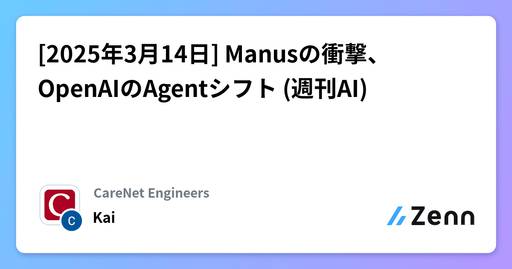 [2025年3月14日] Manusの衝撃、
OpenAIのAgentシフト (週刊AI)
CareNet Engineers
C
C
Kai
Zenn